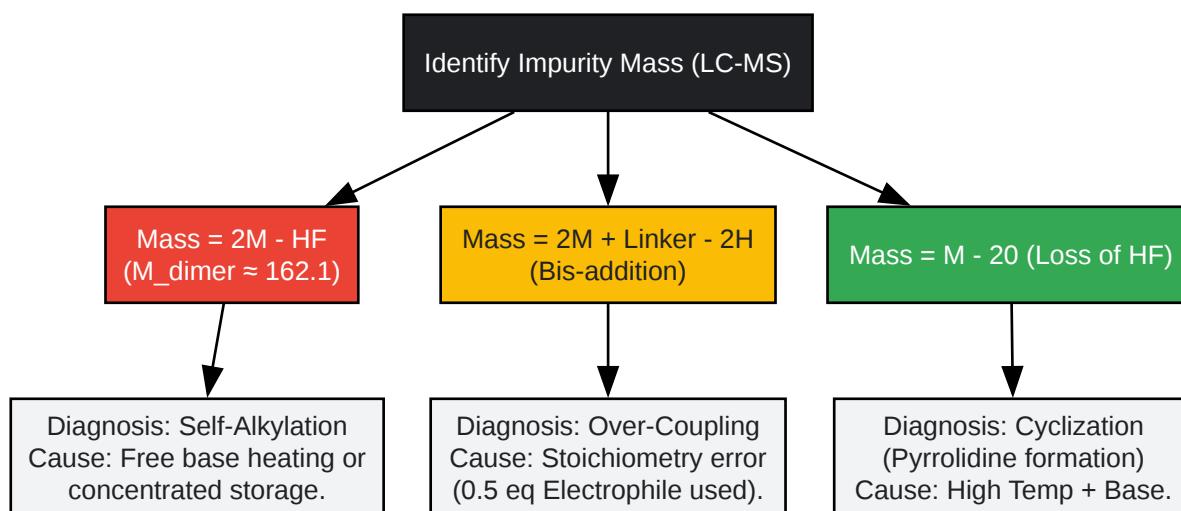 Identify Impurity Mass (LC-MS)
Mass = 2M - HF
(M_dimer ≈ 162.1)
Mass = 2M + Linker - 2H
(Bis-addition)
Mass = M - 20 (Loss of HF)
Diagnosis: Self-Alkylation
Cause: Free base heating or
concentrated storage.
Diagnosis: Over-Coupling
Cause: Stoichiometry error
(0.5 eq Electrophile used).
Diagnosis: Cyclization
(Pyrrolidine formation)
Cause: High Temp + Base.